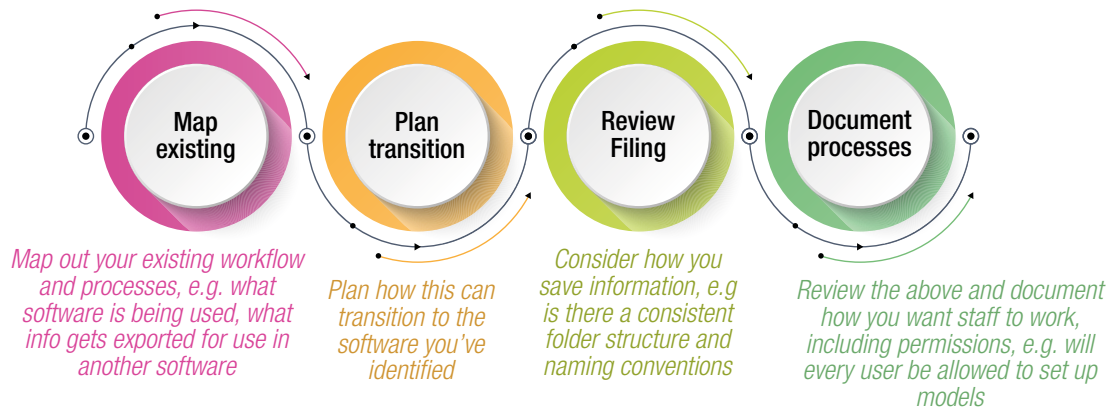 Map
existing
Plan
transition
Review
Filing
Document
processes
Map out your existing workflow
and processes, e.g. what
software is being used, what
info gets exported for use in
another software
Plan how this can
transition to the
software you've
identified
Consider how you
save information, e.g
is there a consistent
folder structure and
naming conventions
Review the above and document
how you want staff to work,
including permissions, e.g. will
every user be allowed to set up
models